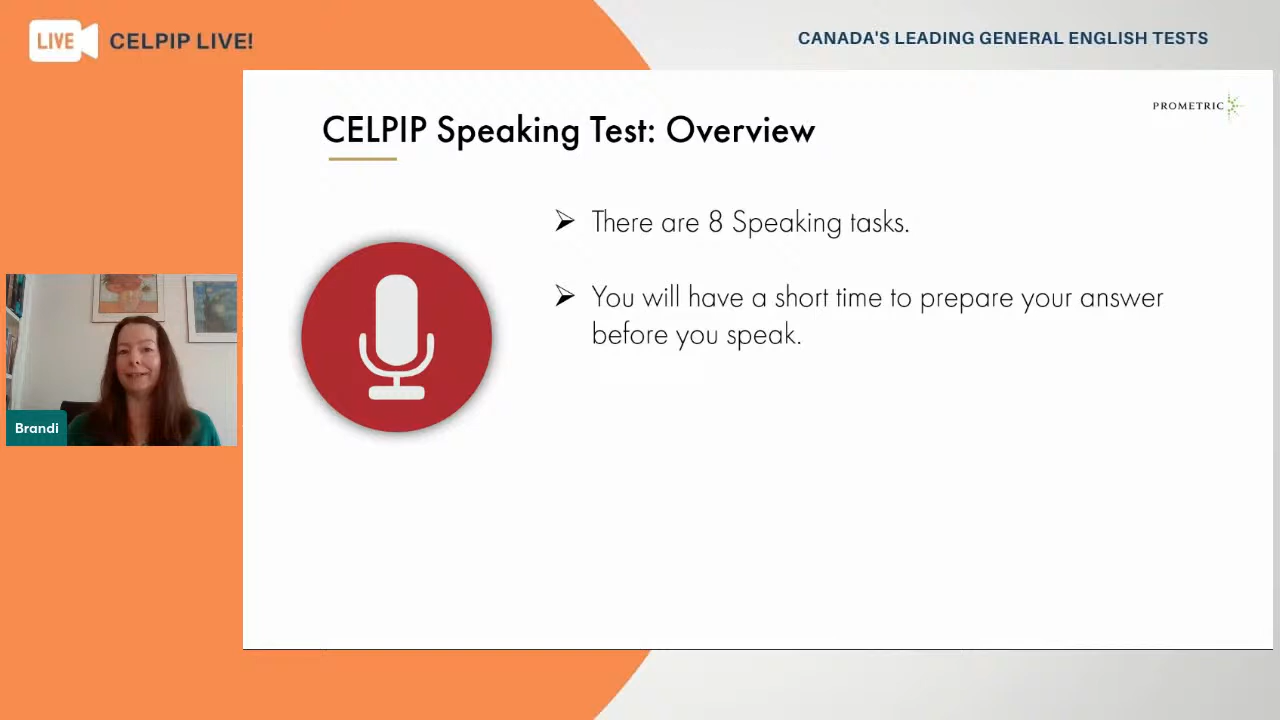 LIVE
CELPIP LIVE!
CANADA'S LEADING GENERAL ENGLISH TESTS
PROMETRIC
CELPIP Speaking Test: Overview
➢ There are 8 Speaking tasks.
➢ You will have a short time to prepare your answer
before you speak.
Brandi